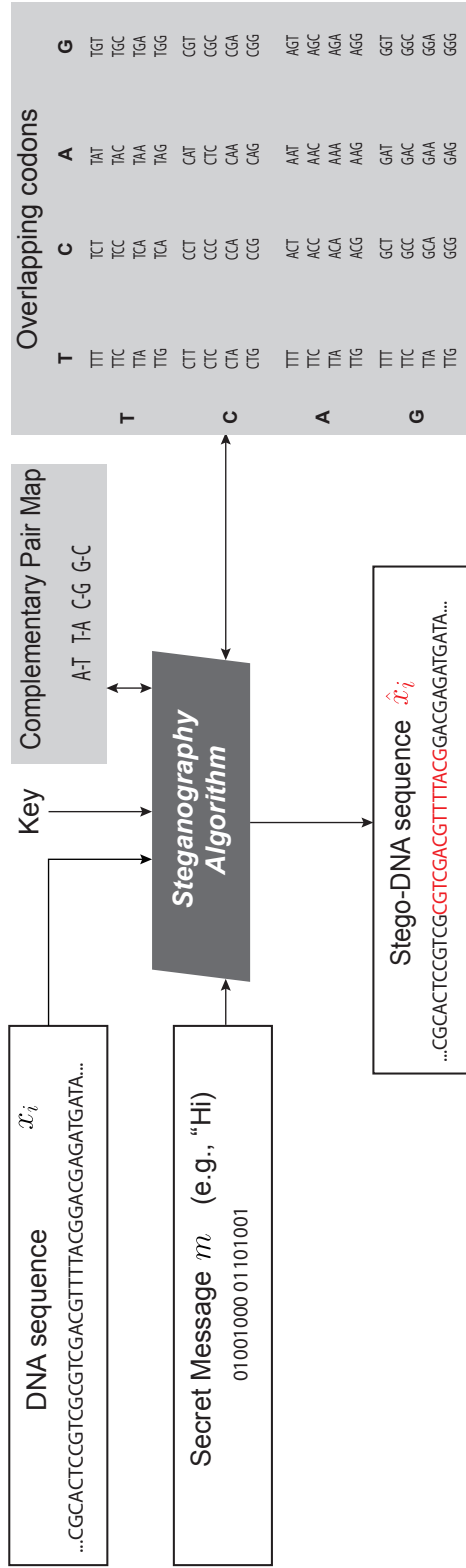 DNA sequence x_i
...CGCACTCCGTCGCGTCGACGTTTTACGGACGAGATGATA...
Secret Message m (e.g., “Hi)
01001000 01101001
Key
Steganography
Algorithm
Complementary Pair Map
A-T T-A C-G G-C
Stego-DNA sequence x̂_i
...CGCACTCCGTCGCGTCGACGTTTTACGGACGAGATGATA...
Overlapping codons
T C A G
T
TTT TCT TAT TGT
TTC TCC TAC TGC
TTA TCA TAA TGA
TTG TCA TAG TGG
C
CTT CCT CAT CGT
CTC CCC CTC CGC
CTA CCA CAA CGA
CTG CCG CAG CGG
A
TTT ACT AAT AGT
TTC ACC AAC AGC
TTA ACA AAA AGA
TTG ACG AAG AGG
G
TTT GCT GAT GGT
TTC GCC GAC GGC
TTA GCA GAA GGA
TTG GCG GAG GGG